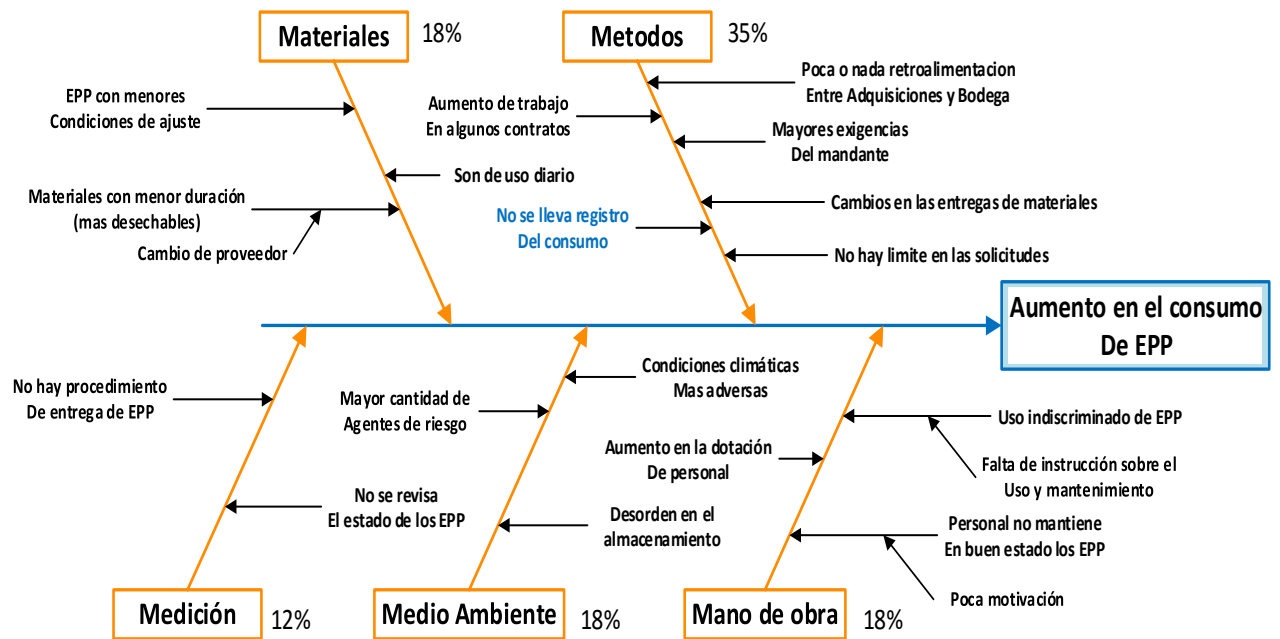 Materiales
18%
Metodos
35%
EPP con menores
Condiciones de ajuste
Son de uso diario
Materiales con menor duración
(mas desechables)
Cambio de proveedor
Poca o nada retroalimentacion
Entre Adquisiciones y Bodega
Aumento de trabajo
En algunos contratos
Mayores exigencias
Del mandante
Cambios en las entregas de materiales
No se lleva registro
Del consumo
No hay limite en las solicitudes
Aumento en el consumo
De EPP
No hay procedimiento
De entrega de EPP
No se revisa
El estado de los EPP
Condiciones climáticas
Mas adversas
Mayor cantidad de
Agentes de riesgo
Desorden en el
almacenamiento
Uso indiscriminado de EPP
Aumento en la dotación
De personal
Falta de instrucción sobre el
Uso y mantenimiento
Personal no mantiene
En buen estado los EPP
Poca motivación
Medición
12%
Medio Ambiente
18%
Mano de obra
18%